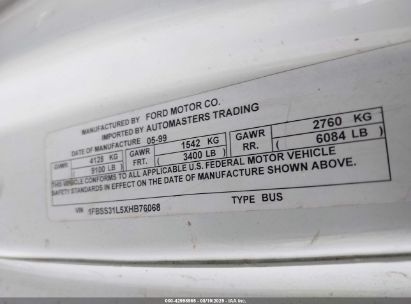 MANUFACTURED BY FORD MOTOR CO.
IMPORTED BY AUTOMASTERS TRADING
DATE OF MANUFACTURE 05-99
GVWR 4128 KG GAWR FRT. 1542 KG GAWR RR. 2760 KG
( 9100 LB ) ( 3400 LB ) ( 6084 LB )
THIS VEHICLE CONFORMS TO ALL APPLICABLE U.S. FEDERAL MOTOR VEHICLE
SAFETY STANDARDS IN EFFECT ON THE DATE OF MANUFACTURE SHOWN ABOVE.
VIN 1FBSS31L5XHB76068 TYPE BUS